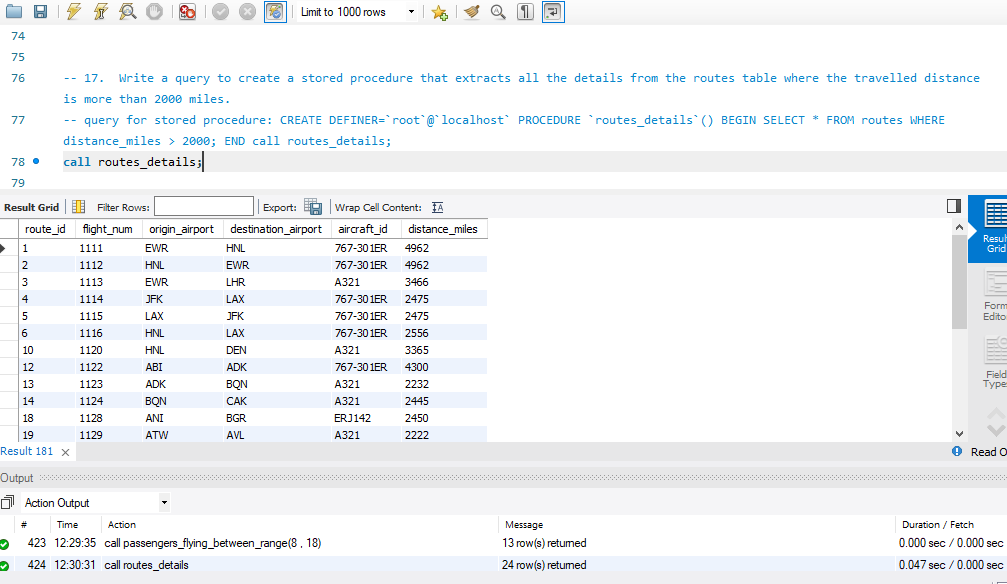 Limit to 1000 rows
74
75
76 -- 17. Write a query to create a stored procedure that extracts all the details from the routes table where the travelled distance
is more than 2000 miles.
77 -- query for stored procedure: CREATE DEFINER=`root`@`localhost` PROCEDURE `routes_details`() BEGIN SELECT * FROM routes WHERE
distance_miles > 2000; END call routes_details;
78 call routes_details;
79
Result Grid Filter Rows: Export: Wrap Cell Content: IA
route_id flight_num origin_airport destination_airport aircraft_id distance_miles
1 1111 EWR HNL 767-301ER 4962
2 1112 HNL EWR 767-301ER 4962
3 1113 EWR LHR A321 3466
4 1114 JFK LAX 767-301ER 2475
5 1115 LAX JFK 767-301ER 2475
6 1116 HNL LAX 767-301ER 2556
10 1120 HNL DEN A321 3365
12 1122 ABI ADK 767-301ER 4300
13 1123 ADK BQN A321 2232
14 1124 BQN CAK A321 2445
18 1128 ANI BGR ERJ142 2450
19 1129 ATW AVL A321 2222
Result
Grid
Form
Edito
Field
Types
Result 181
Read O
Output
Action Output
# Time Action Message Duration / Fetch
423 12:29:35 call passengers_flying_between_range(8 , 18) 13 row(s) returned 0.000 sec / 0.000 sec
424 12:30:31 call routes_details 24 row(s) returned 0.047 sec / 0.000 sec